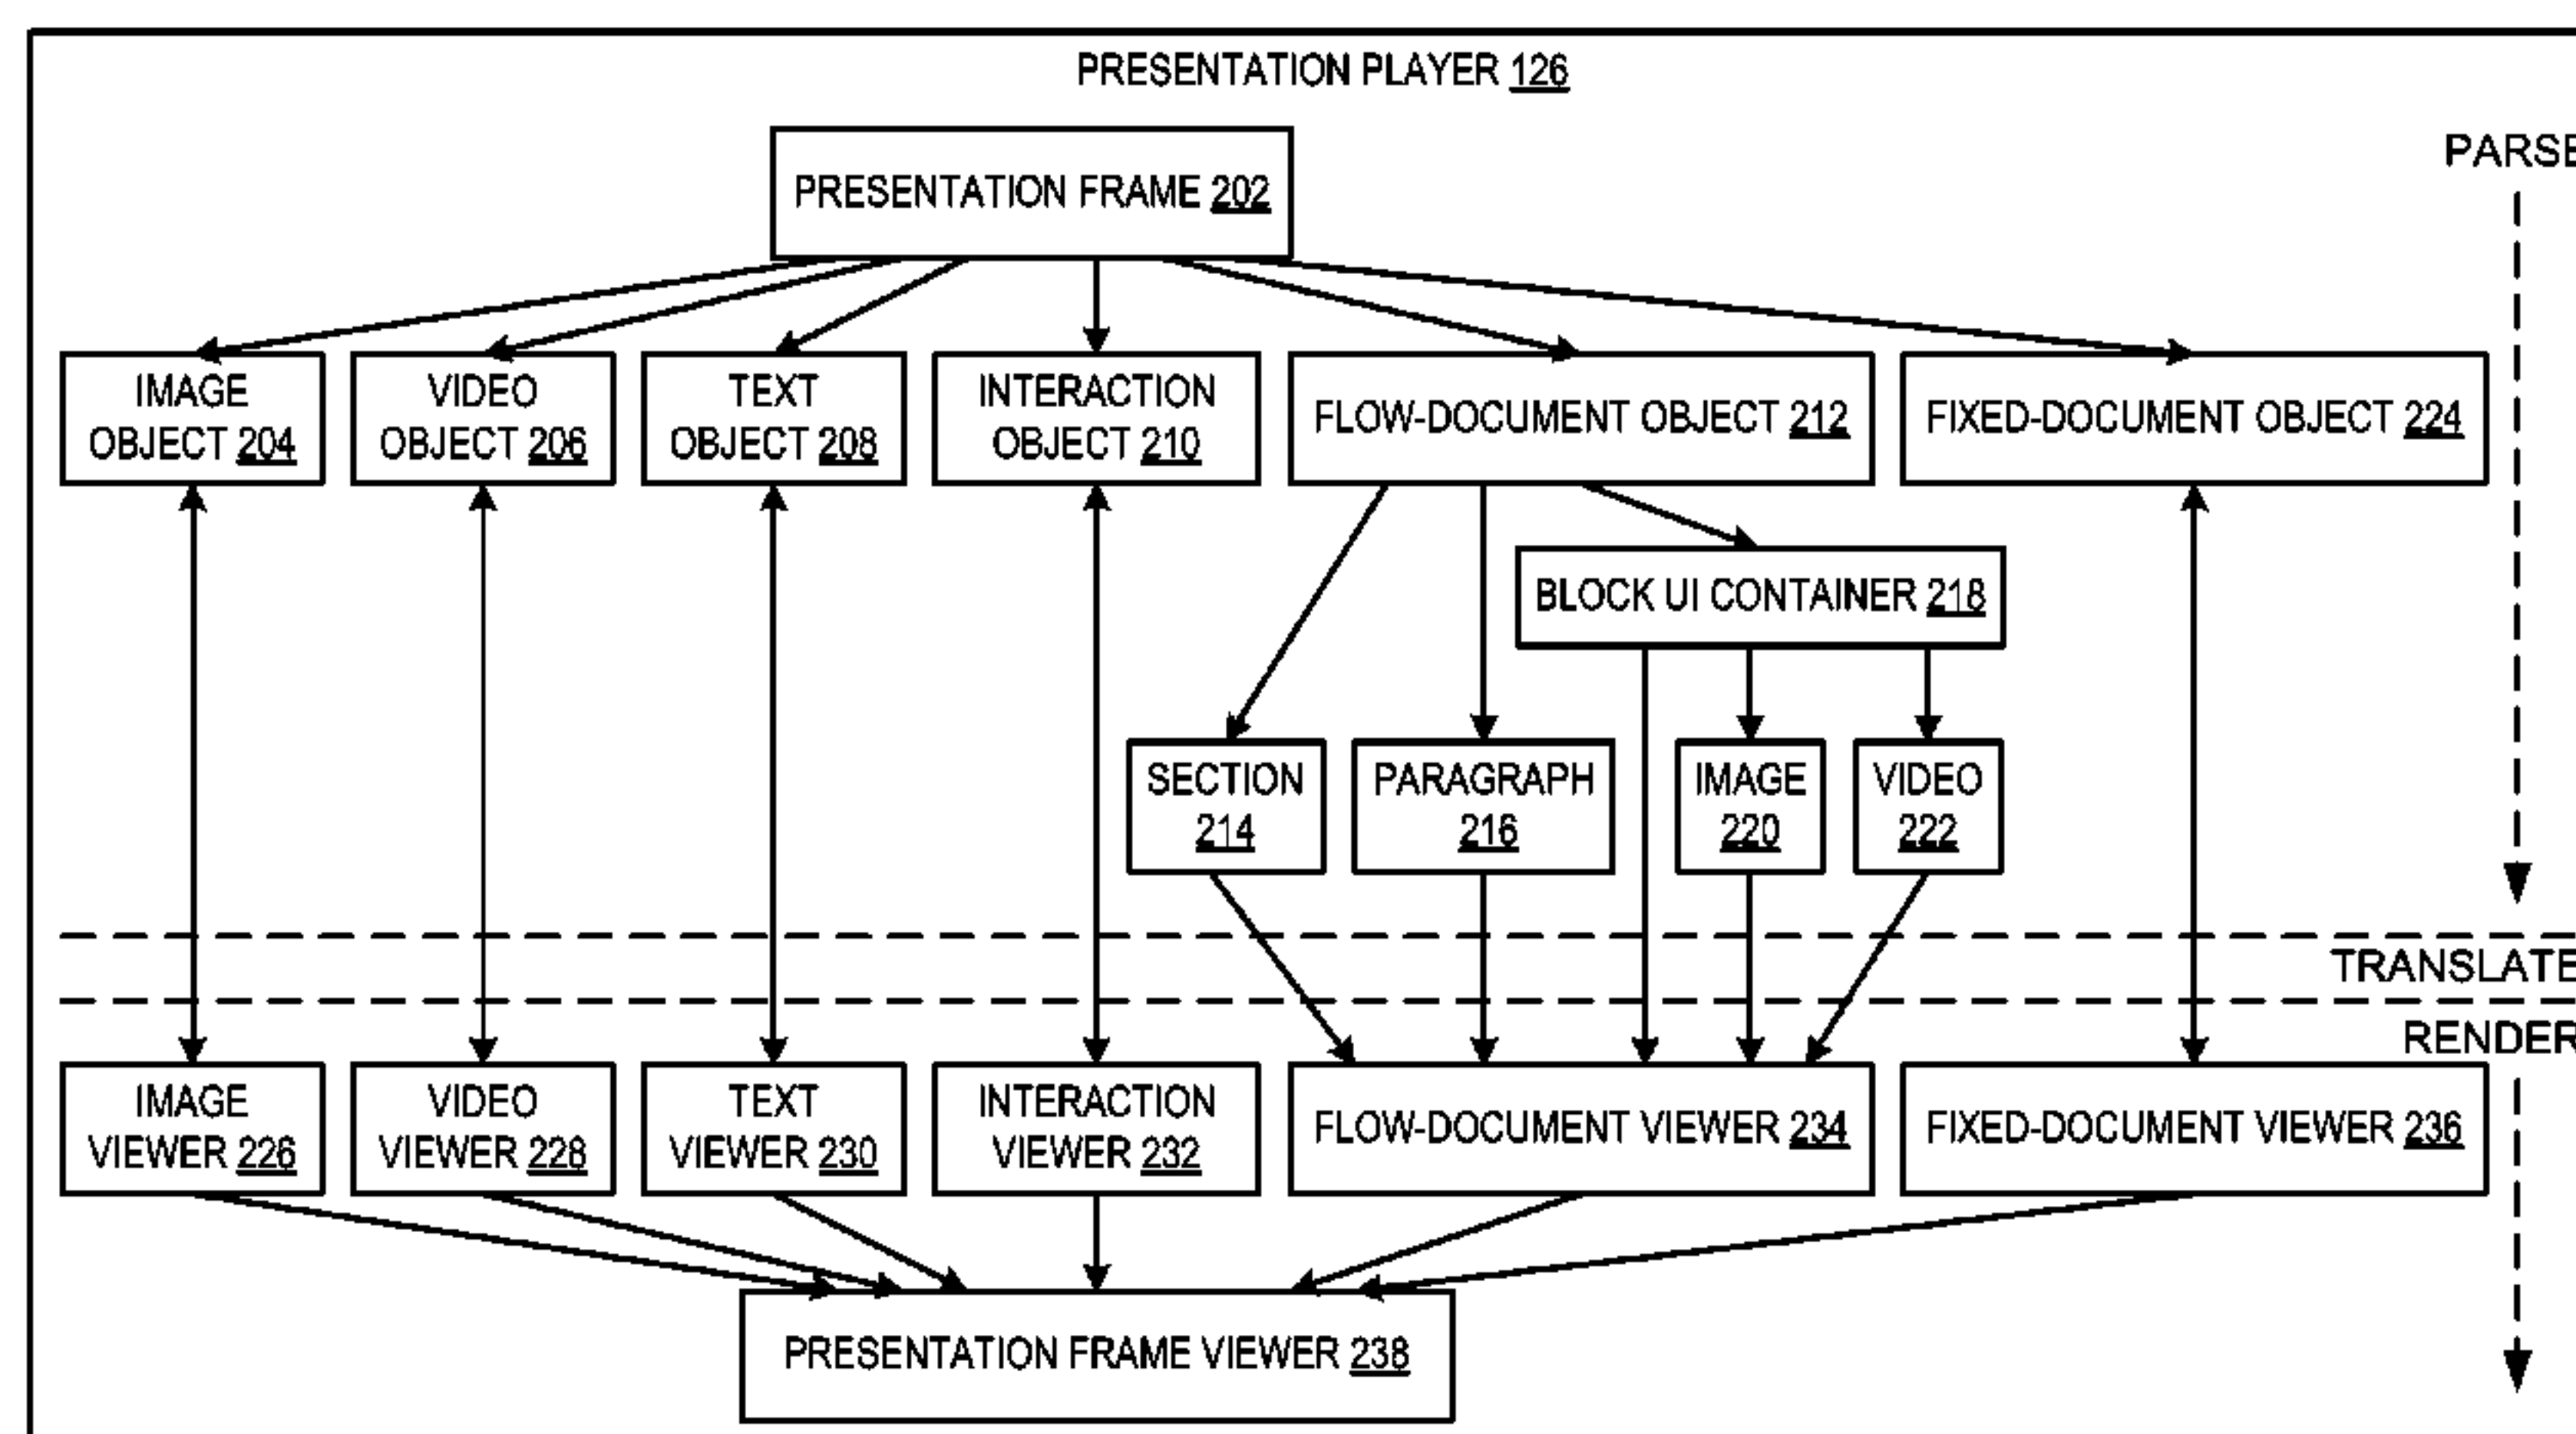 PRESENTATION PLAYER 126
PARSE
PRESENTATION FRAME 202
IMAGE
OBJECT 204
VIDEO
OBJECT 206
TEXT
OBJECT 208
INTERACTION
OBJECT 210
FLOW-DOCUMENT OBJECT 212
FIXED-DOCUMENT OBJECT 224
BLOCK UI CONTAINER 218
SECTION
214
PARAGRAPH
216
IMAGE
220
VIDEO
222
TRANSLATE
RENDER
IMAGE
VIEWER 226
VIDEO
VIEWER 228
TEXT
VIEWER 230
INTERACTION
VIEWER 232
FLOW-DOCUMENT VIEWER 234
FIXED-DOCUMENT VIEWER 236
PRESENTATION FRAME VIEWER 238